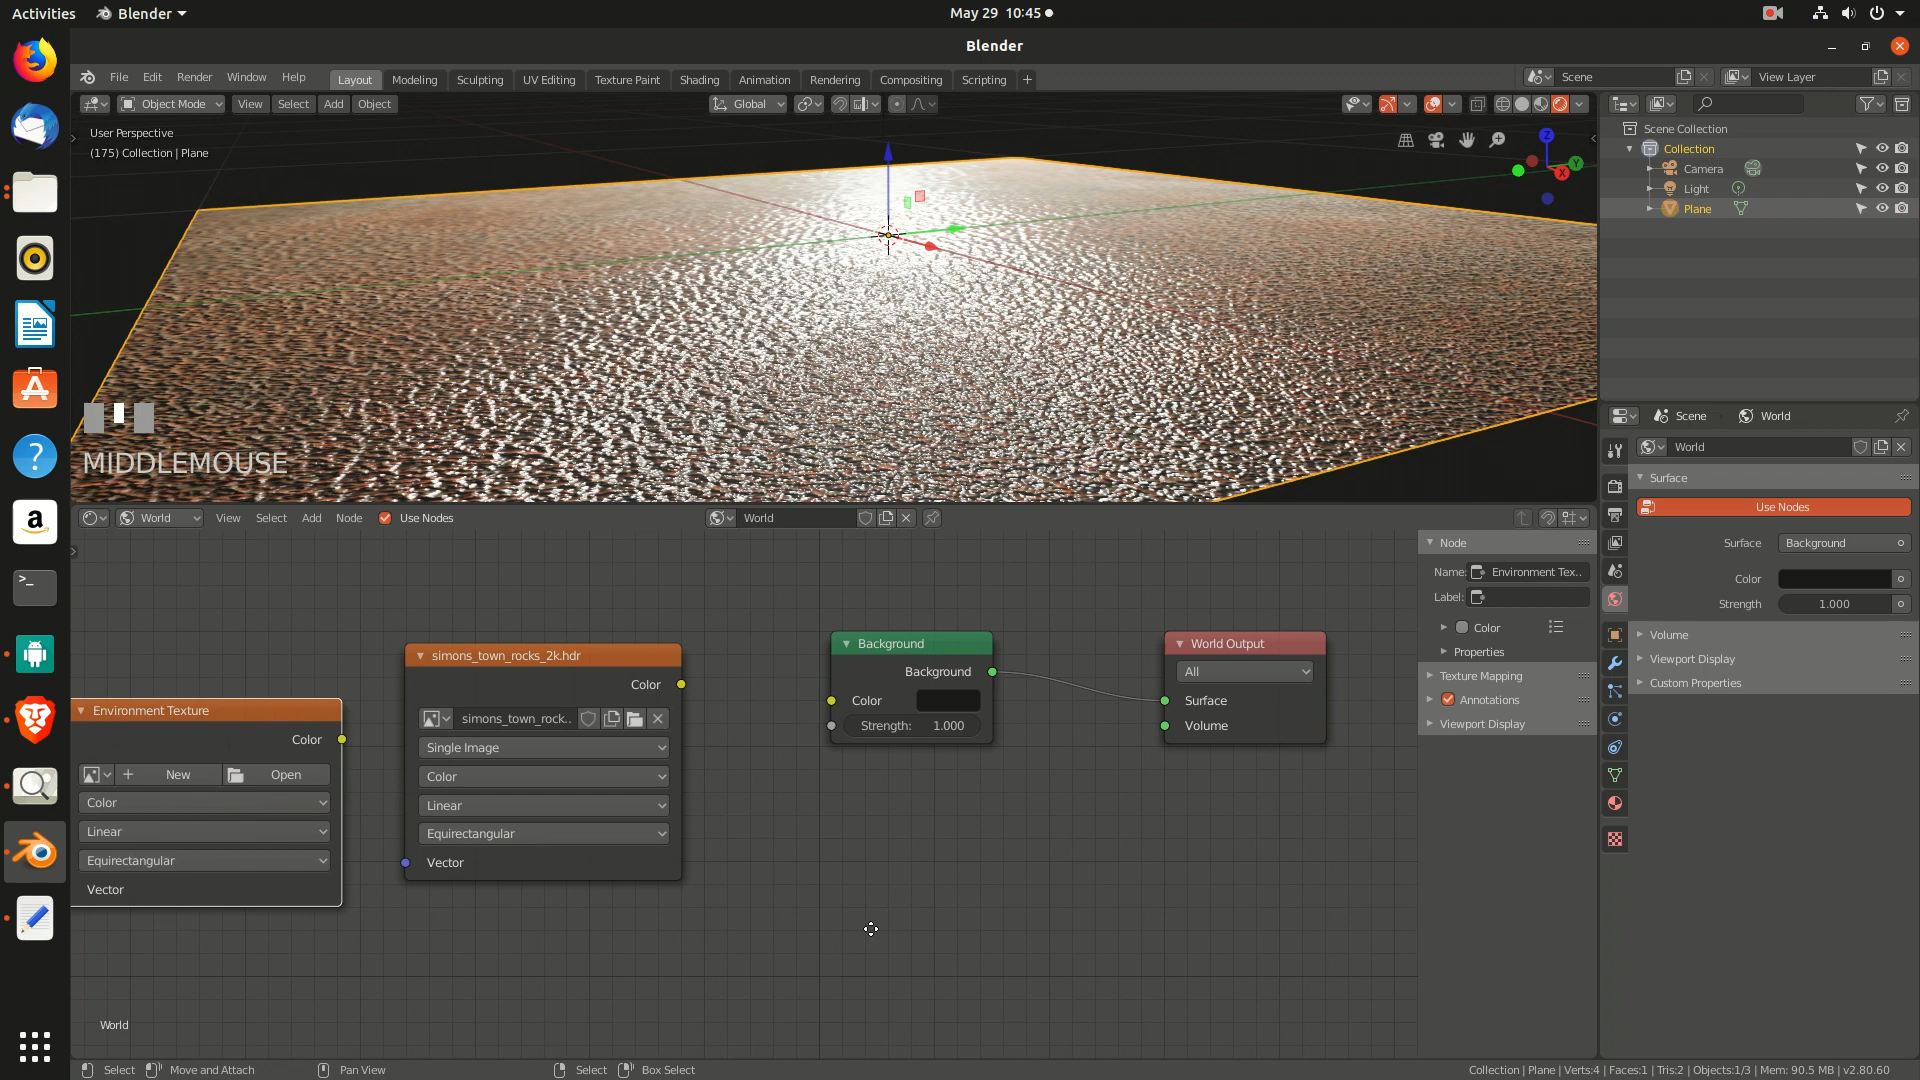 Activities
Blender
May 29 10:45
Blender
File Edit Render Window Help
Layout Modeling Sculpting UV Editing Texture Paint Shading Animation Rendering Compositing Scripting +
Scene
View Layer
Object Mode View Select Add Object
Global
User Perspective
(175) Collection | Plane
Z
Y
X
MIDDLEMOUSE
Scene Collection
Collection
Camera
Light
Plane
Scene World
World
Surface
Use Nodes
Surface Background
Color
Strength 1.000
Volume
Viewport Display
Custom Properties
World View Select Add Node Use Nodes
World
Environment Texture
Color
New Open
Color
Linear
Equirectangular
Vector
simons_town_rocks_2k.hdr
Color
simons_town_rock..
Single Image
Color
Linear
Equirectangular
Vector
Background
Background
Color
Strength: 1.000
World Output
All
Surface
Volume
Node
Name: Environment Tex..
Label:
Color
Properties
Texture Mapping
Annotations
Viewport Display
World
Select Move and Attach Pan View Select Box Select
Collection | Plane | Verts:4 | Faces:1 | Tris:2 | Objects:1/3 | Mem: 90.5 MB | v2.80.60